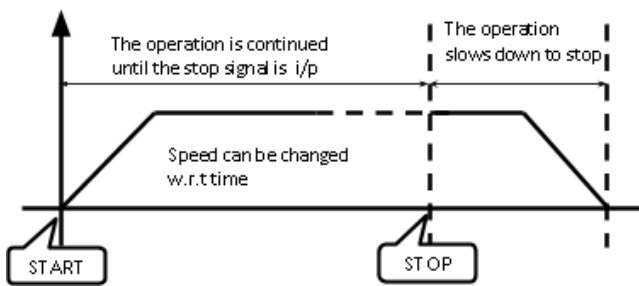 The operation is continued
until the stop signal is i/p
The operation
slows down to stop
Speed can be changed
w.r.t time
START
STOP